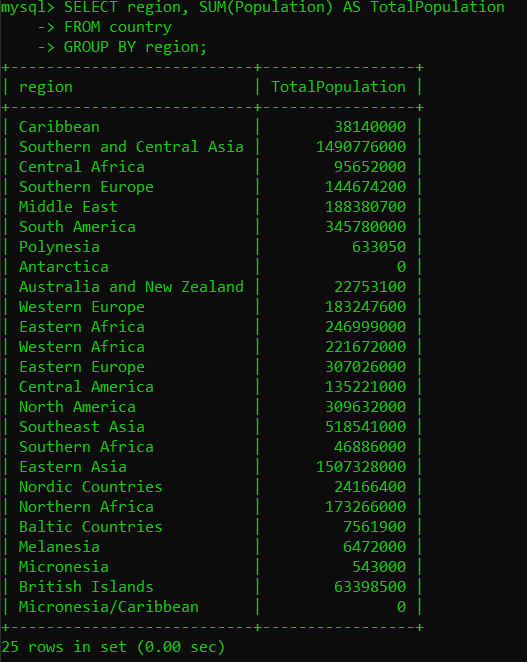 mysql> SELECT region, SUM(Population) AS TotalPopulation
    -> FROM country
    -> GROUP BY region;
+---------------------------+-----------------+
| region                    | TotalPopulation |
+---------------------------+-----------------+
| Caribbean                 |        38140000 |
| Southern and Central Asia |      1490776000 |
| Central Africa            |        95652000 |
| Southern Europe           |       144674200 |
| Middle East               |       188380700 |
| South America             |       345780000 |
| Polynesia                 |          633050 |
| Antarctica                |               0 |
| Australia and New Zealand |        22753100 |
| Western Europe            |       183247600 |
| Eastern Africa            |       246999000 |
| Western Africa            |       221672000 |
| Eastern Europe            |       307026000 |
| Central America           |       135221000 |
| North America             |       309632000 |
| Southeast Asia            |       518541000 |
| Southern Africa           |        46886000 |
| Eastern Asia              |      1507328000 |
| Nordic Countries          |        24166400 |
| Northern Africa           |       173266000 |
| Baltic Countries          |         7561900 |
| Melanesia                 |         6472000 |
| Micronesia                |          543000 |
| British Islands           |        63398500 |
| Micronesia/Caribbean      |               0 |
+---------------------------+-----------------+
25 rows in set (0.00 sec)